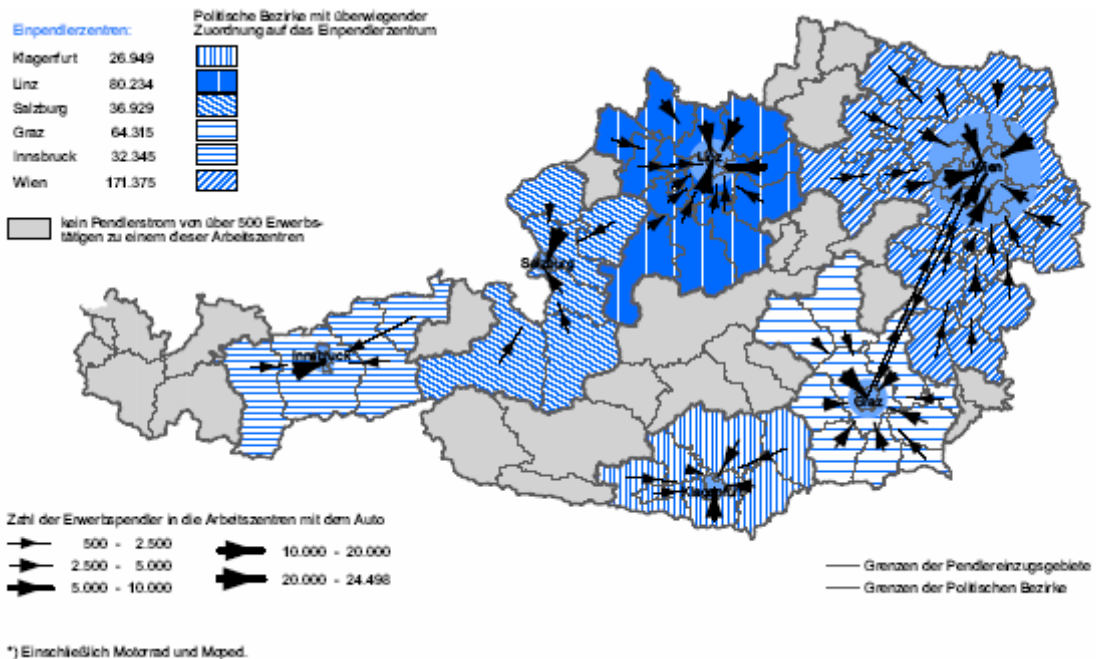 Einpendlerzentren:
Politische Bezirke mit überwiegender
Zuordnung auf das Einpendlerzentrum
Klagerfurt 26.949
Linz 80.234
Salzburg 36.929
Graz 64.315
Innsbruck 32.345
Wien 171.375
kein Pendlerstrom von über 500 Erwerbs-
tätigen zu einem dieser Arbeitszentren
Linz
Wien
Salzburg
Innsbruck
Graz
Klagenfurt
Zahl der Erwerbspendler in die Arbeitszentren mit dem Auto
500 - 2.500
2.500 - 5.000
5.000 - 10.000
10.000 - 20.000
20.000 - 24.498
Grenzen der Pendlereinzugsgebiete
Grenzen der Politischen Bezirke
*) Einschließlich Motorrad und Moped.